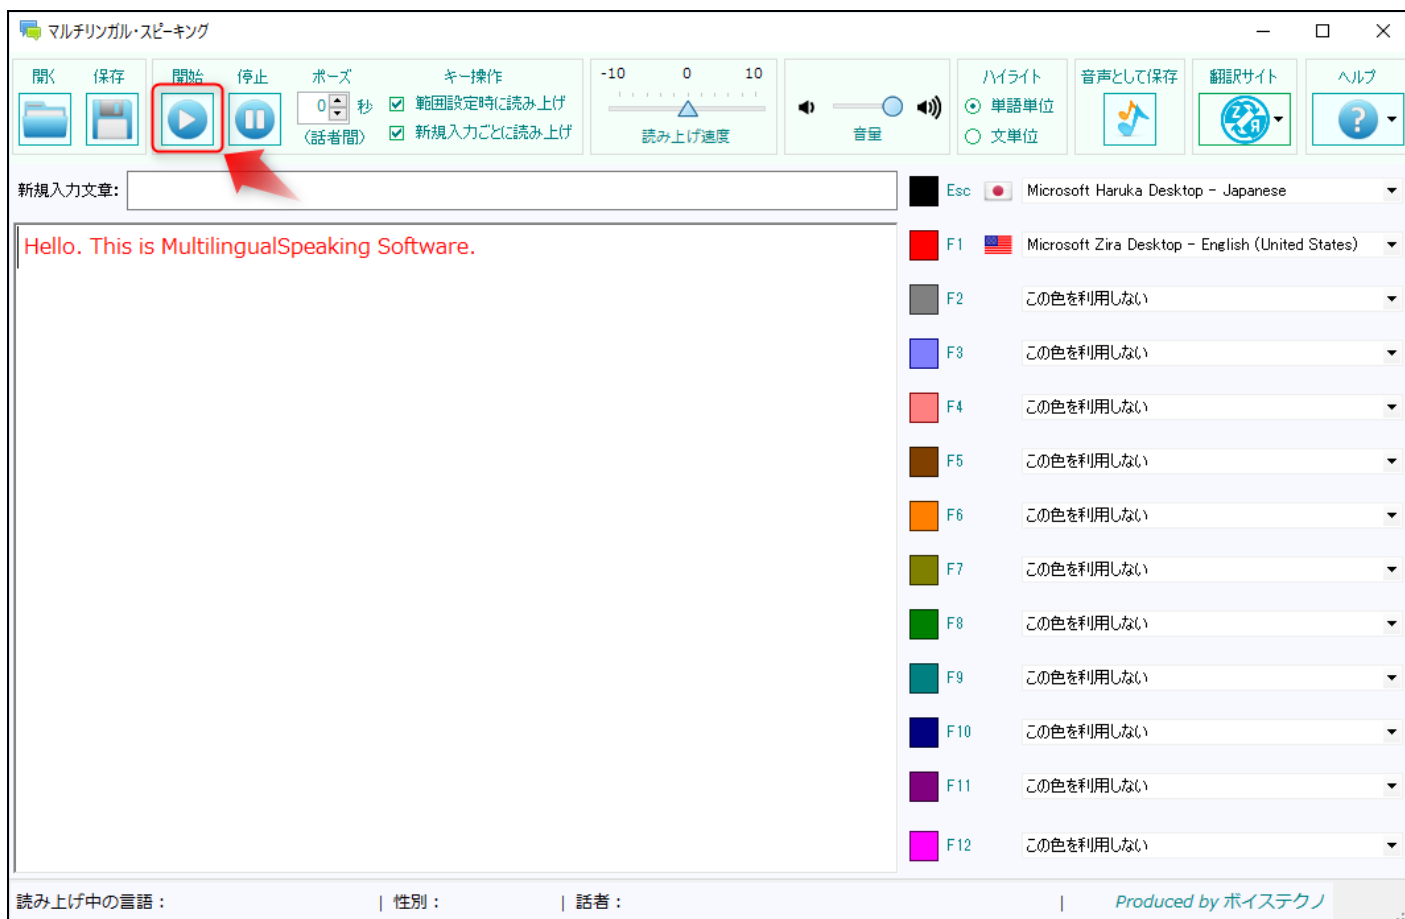 マルチリンガル・スピーキング
開く 保存 開始 停止 ポーズ キー操作 -10 0 10 ハイライト 音声として保存 翻訳サイト ヘルプ
0 秒 範囲設定時に読み上げ 単語単位
(話者間) 新規入力ごとに読み上げ 読み上げ速度 音量 文単位
新規入力文章: Esc Microsoft Haruka Desktop - Japanese
Hello. This is MultilingualSpeaking Software. F1 Microsoft Zira Desktop - English (United States)
F2 この色を利用しない
F3 この色を利用しない
F4 この色を利用しない
F5 この色を利用しない
F6 この色を利用しない
F7 この色を利用しない
F8 この色を利用しない
F9 この色を利用しない
F10 この色を利用しない
F11 この色を利用しない
F12 この色を利用しない
読み上げ中の言語： | 性別： | 話者： | Produced by ボイステクノ